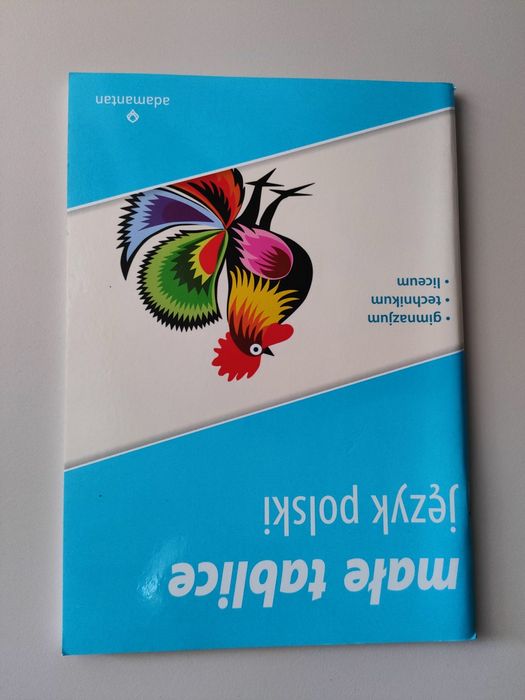 małe tablice
język polski
• gimnazjum
• technikum
• liceum
adamantan